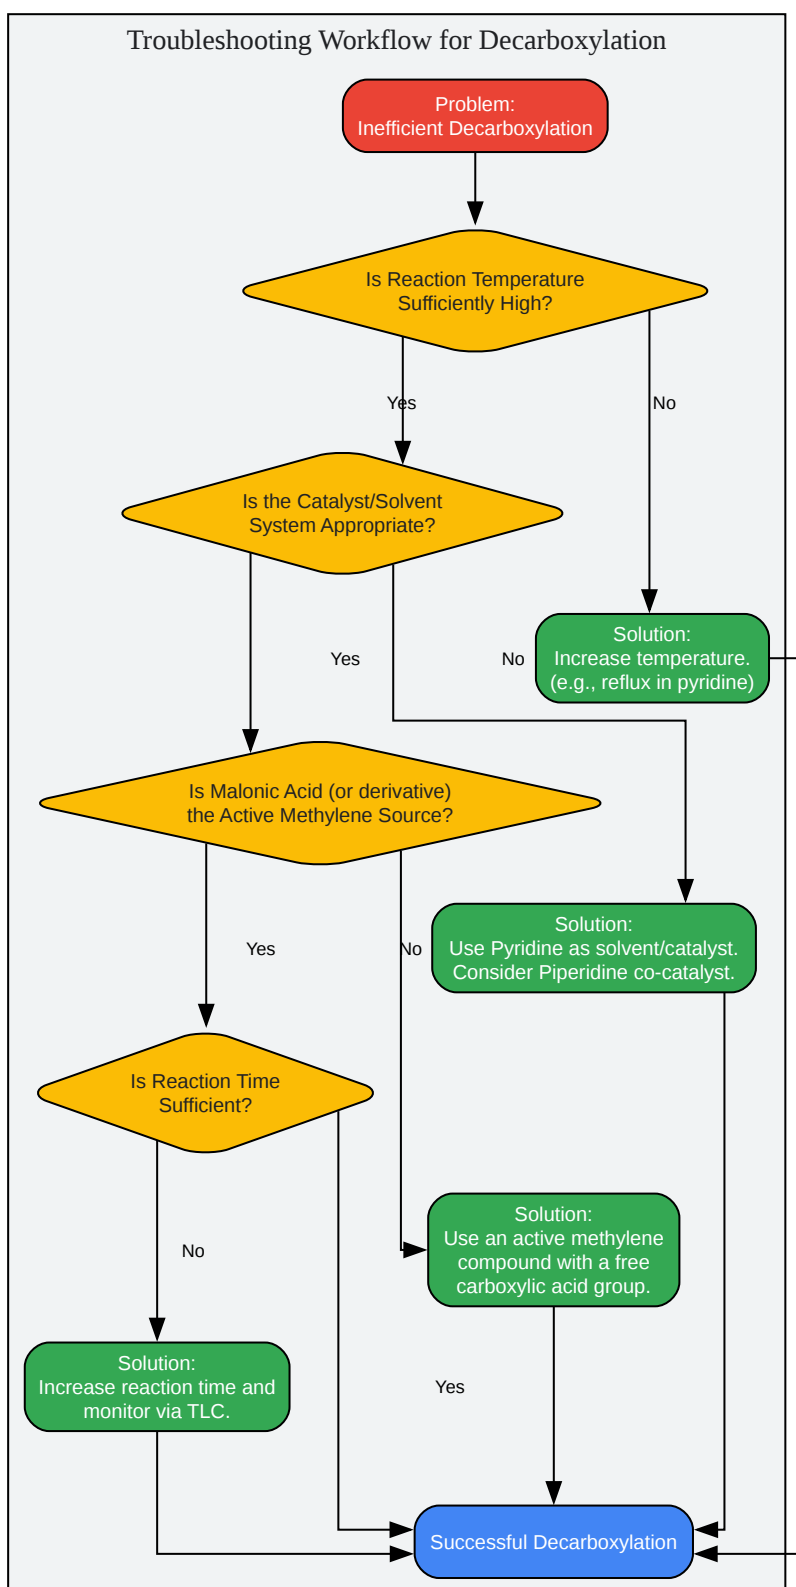 Troubleshooting Workflow for Decarboxylation
Problem:
Inefficient Decarboxylation
Is Reaction Temperature
Sufficiently High?
Yes
No
Is the Catalyst/Solvent
System Appropriate?
Solution:
Increase temperature.
(e.g., reflux in pyridine)
Yes
No
Is Malonic Acid (or derivative)
the Active Methylene Source?
Solution:
Use Pyridine as solvent/catalyst.
Consider Piperidine co-catalyst.
Yes
No
Is Reaction Time
Sufficient?
Solution:
Use an active methylene
compound with a free
carboxylic acid group.
No
Solution:
Increase reaction time and
monitor via TLC.
Yes
Successful Decarboxylation